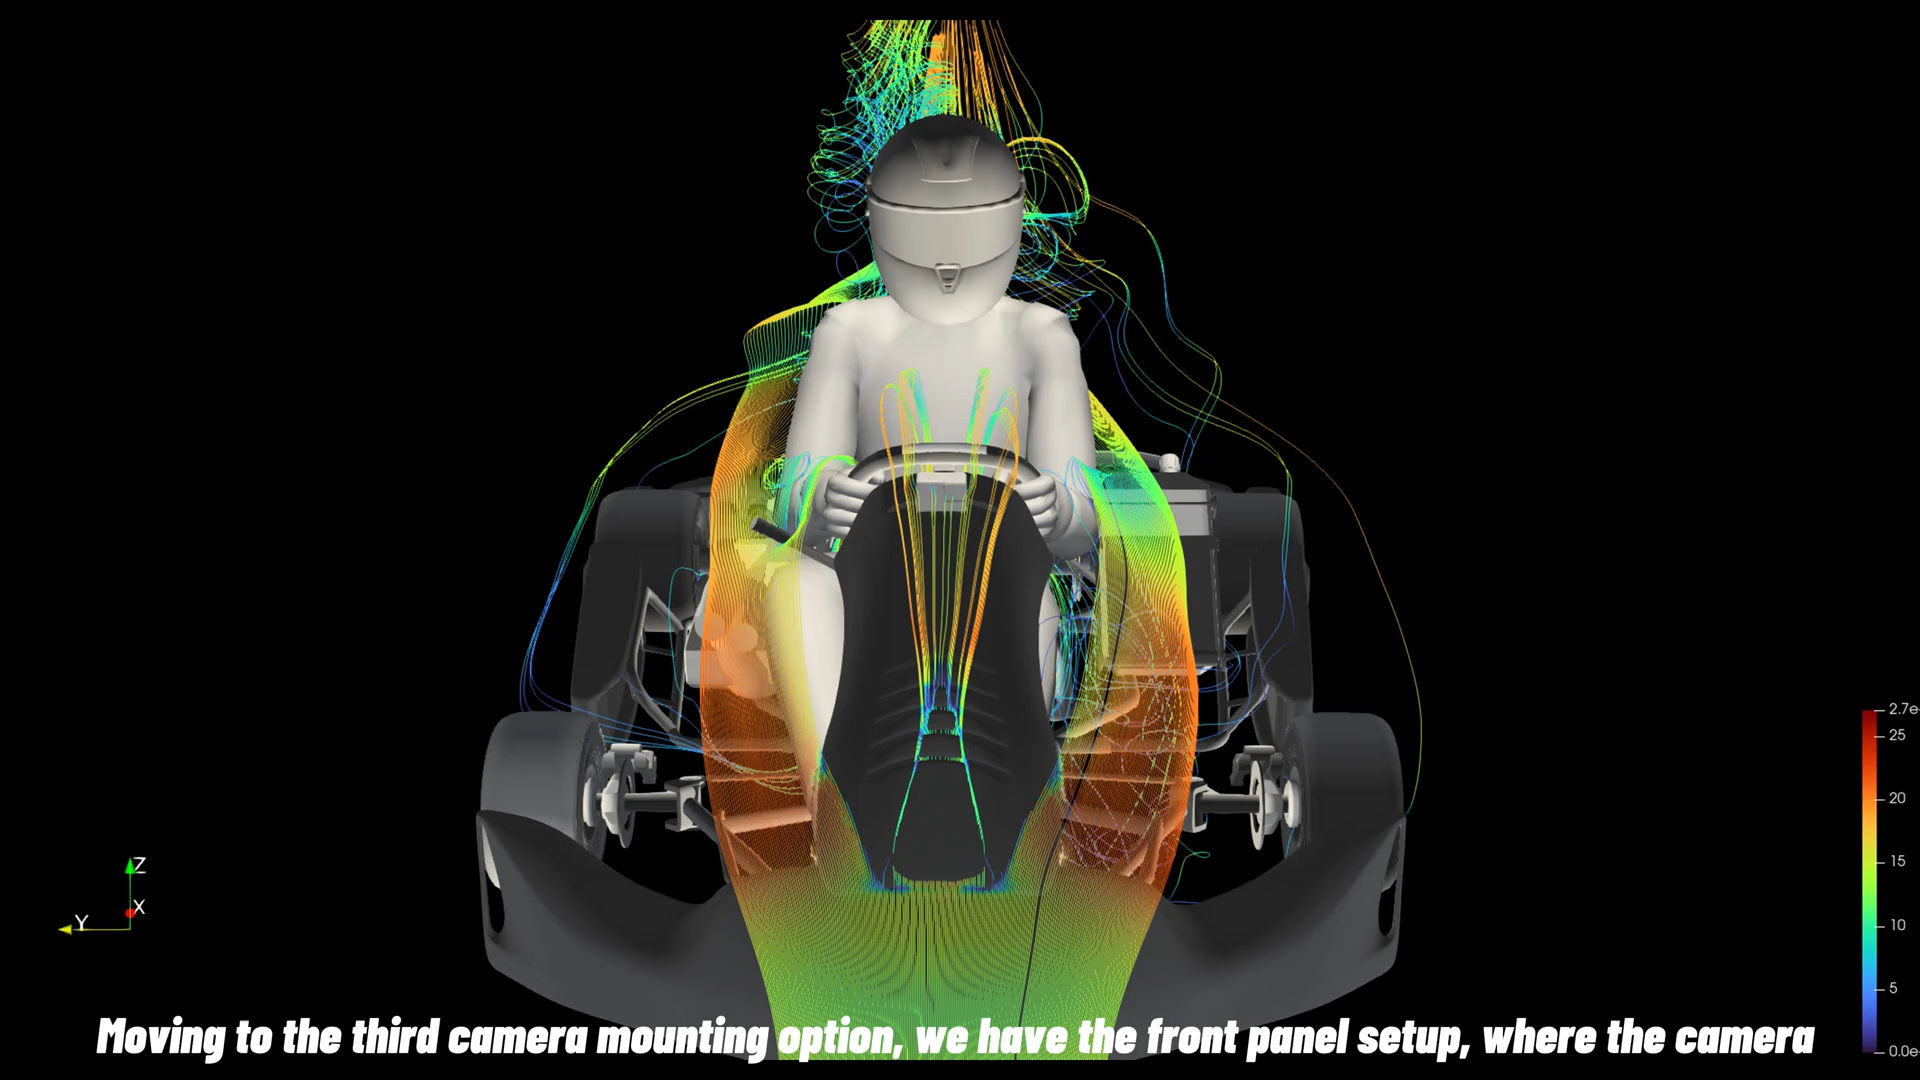 2.7e-
25
20
15
10
5
0.0e-
Z
X
Y
Moving to the third camera mounting option, we have the front panel setup, where the camera